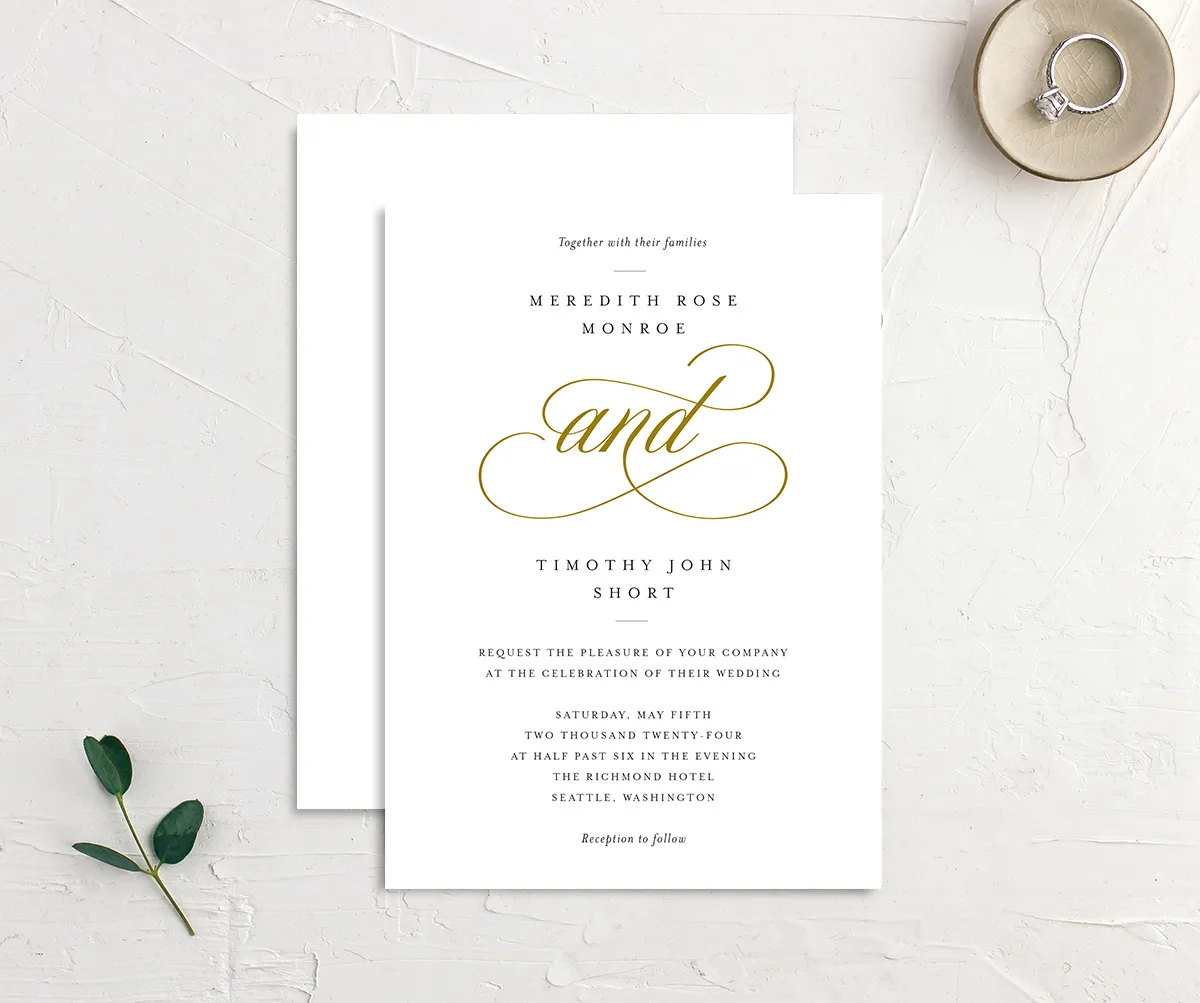 Together with their families
MEREDITH ROSE
MONROE
and
TIMOTHY JOHN
SHORT
REQUEST THE PLEASURE OF YOUR COMPANY
AT THE CELEBRATION OF THEIR WEDDING
SATURDAY, MAY FIFTH
TWO THOUSAND TWENTY-FOUR
AT HALF PAST SIX IN THE EVENING
THE RICHMOND HOTEL
SEATTLE, WASHINGTON
Reception to follow